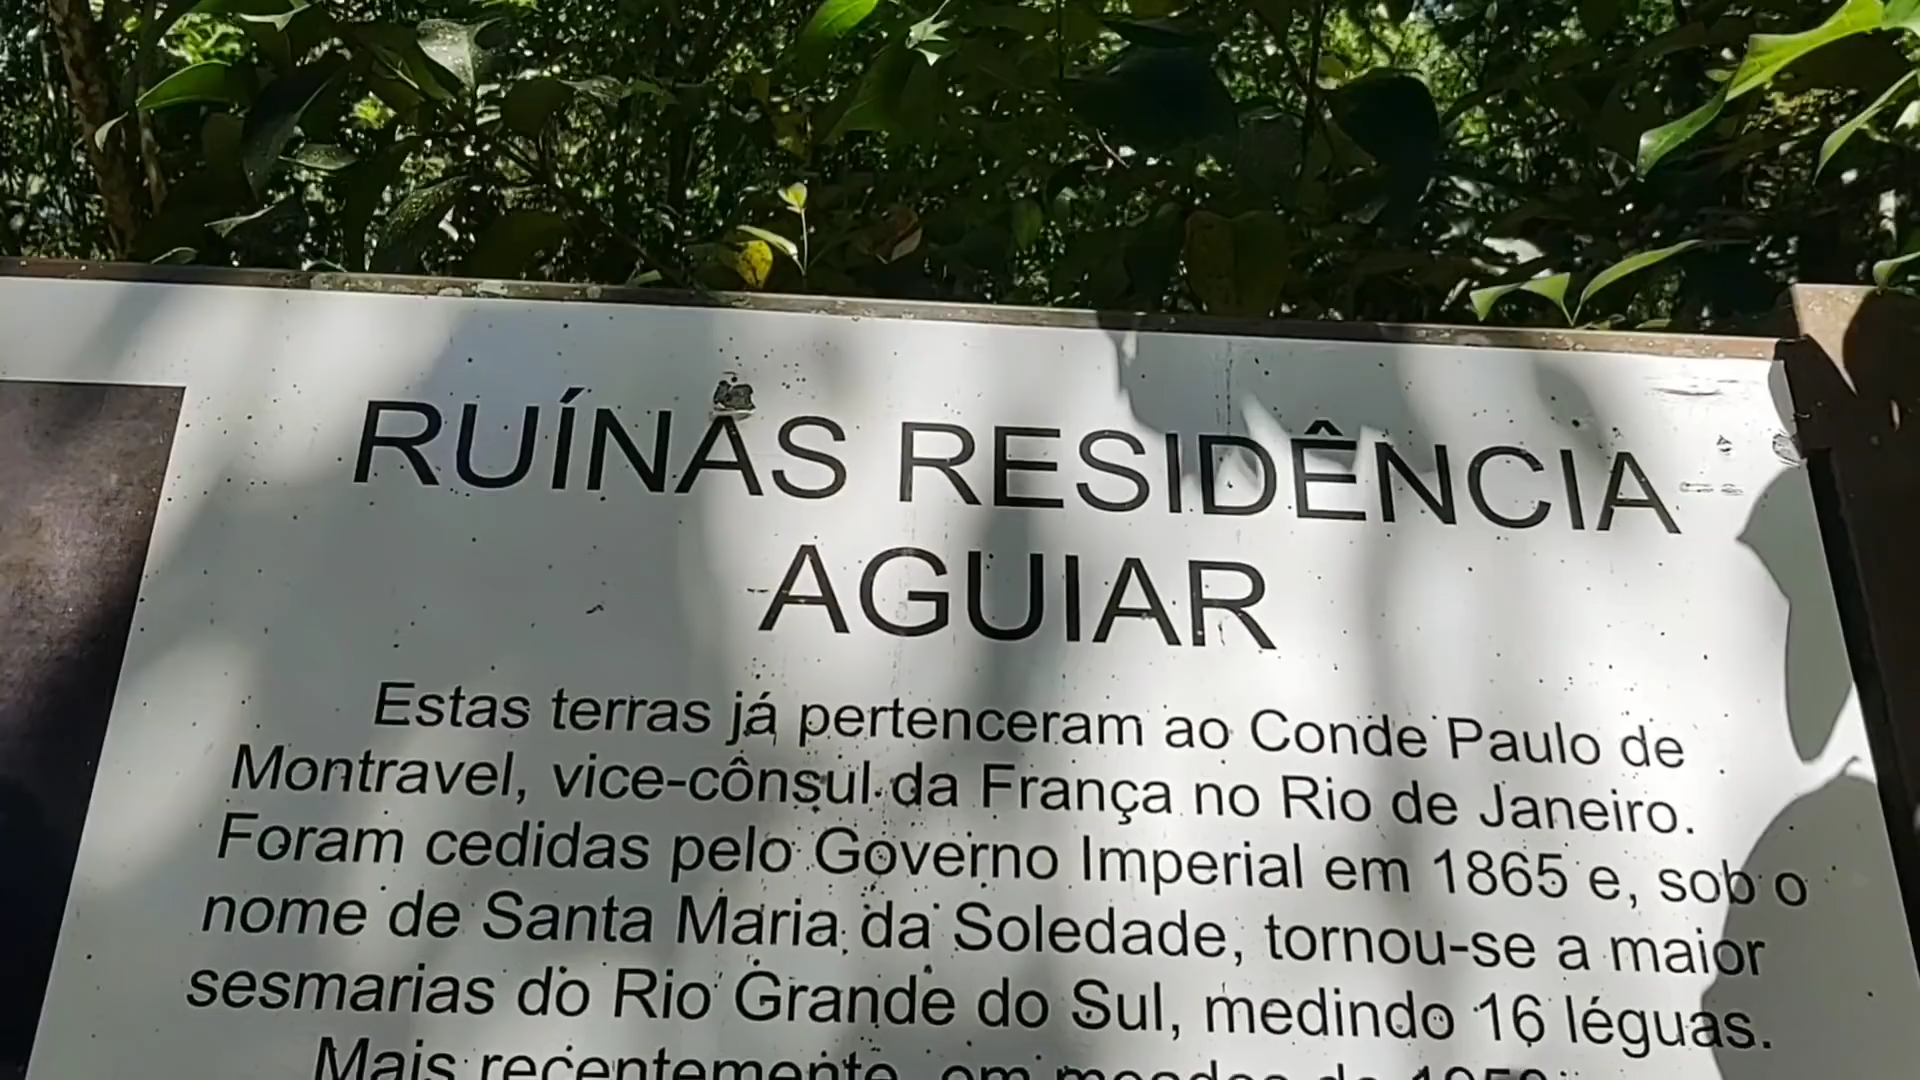 RUÍNAS RESIDÊNCIA
AGUIAR
Estas terras já pertenceram ao Conde Paulo de
Montravel, vice-cônsul da França no Rio de Janeiro.
Foram cedidas pelo Governo Imperial em 1865 e, sob o
nome de Santa Maria da Soledade, tornou-se a maior
sesmarias do Rio Grande do Sul, medindo 16 léguas.
Mais recentemente, em meados de